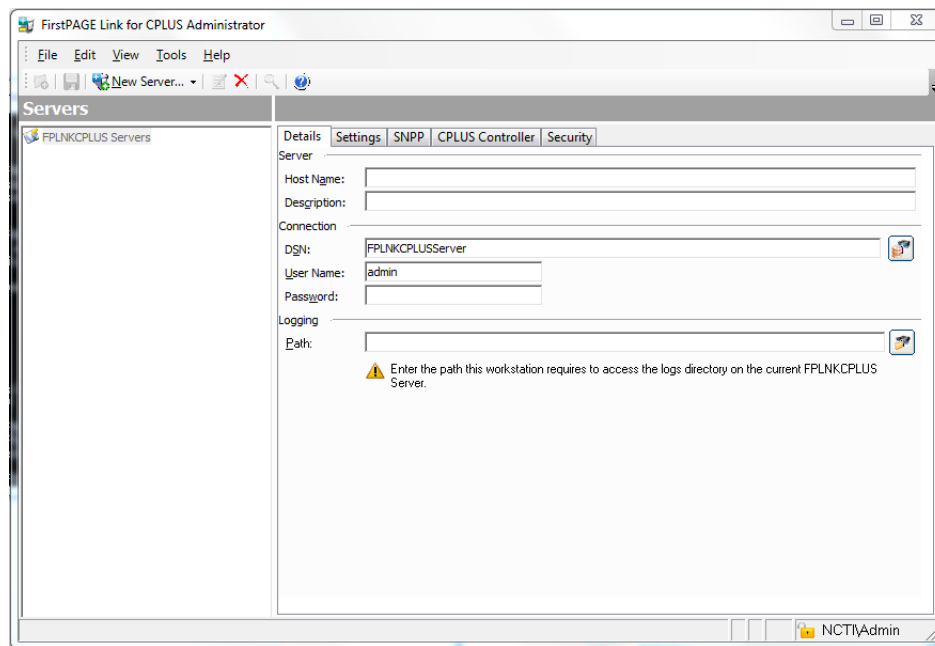 FirstPAGE Link for CPLUS Administrator
File Edit View Tools Help
New Server...
Servers
FPLNKCPLUS Servers
Details Settings SNPP CPLUS Controller Security
Server
Host Name:
Description:
Connection
DSN: FPLNKCPLUSServer
User Name: admin
Password:
Logging
Path:
Enter the path this workstation requires to access the logs directory on the current FPLNKCPLUS
Server.
NCTI\Admin